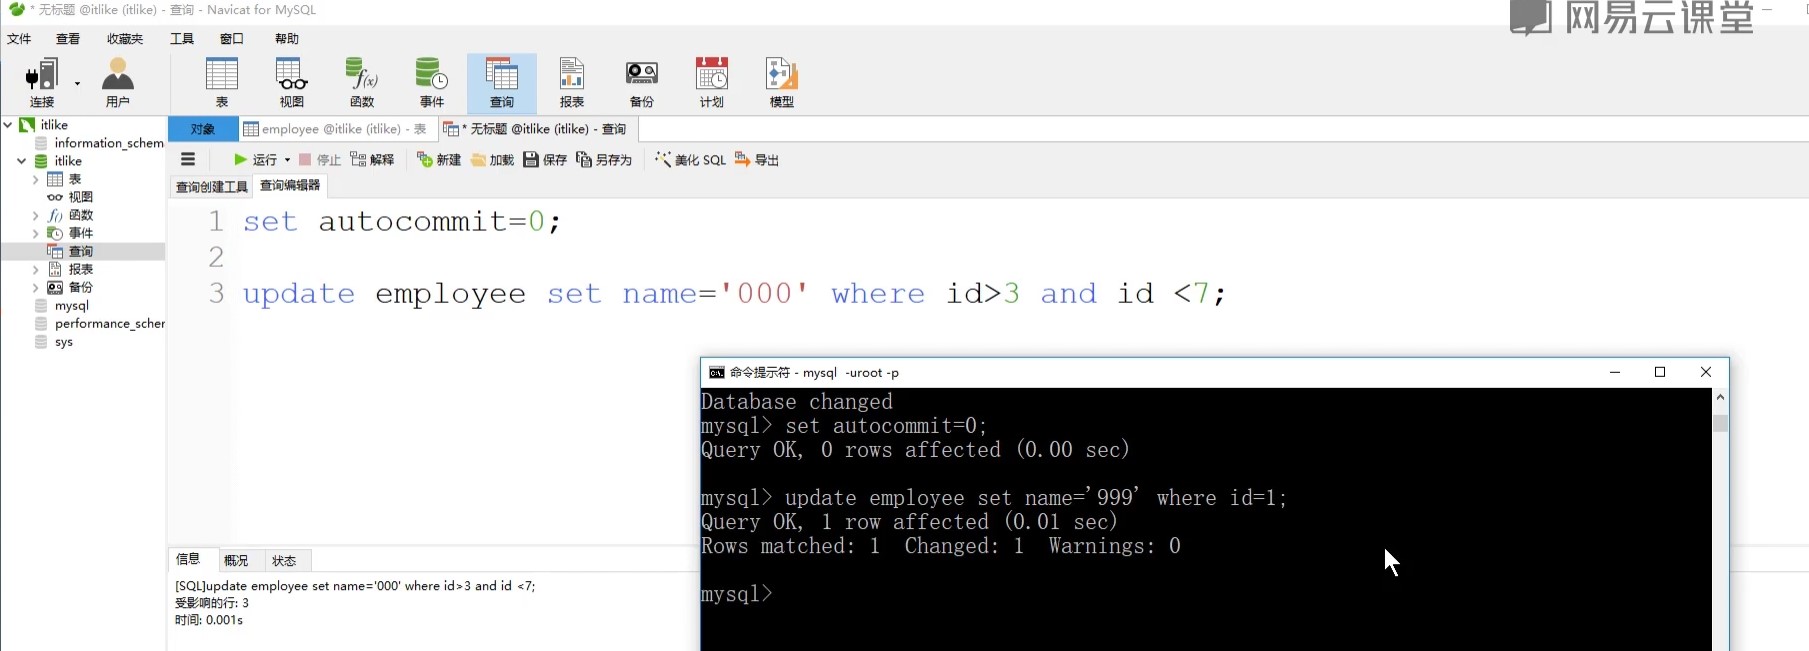 * 无标题 @itlike (itlike) - 查询 - Navicat for MySQL
网易云课堂
文件 查看 收藏夹 工具 窗口 帮助
连接 用户 表 视图 函数 事件 查询 报表 备份 计划 模型
itlike
information_schem
itlike
表
视图
函数
事件
查询
报表
备份
mysql
performance_scher
sys
对象 employee @itlike (itlike) - 表 * 无标题 @itlike (itlike) - 查询
运行 停止 解释 新建 加载 保存 另存为 美化 SQL 导出
查询创建工具 查询编辑器
1 set autocommit=0;
2
3 update employee set name='000' where id>3 and id <7;
信息 概况 状态
[SQL]update employee set name='000' where id>3 and id <7;
受影响的行: 3
时间: 0.001s
命令提示符 - mysql -uroot -p
Database changed
mysql> set autocommit=0;
Query OK, 0 rows affected (0.00 sec)
mysql> update employee set name='999' where id=1;
Query OK, 1 row affected (0.01 sec)
Rows matched: 1 Changed: 1 Warnings: 0
mysql>